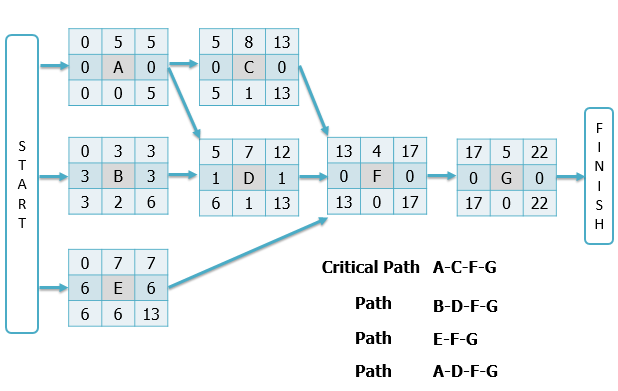 START
0 5 5
0 A 0
0 0 5
5 8 13
0 C 0
5 1 13
0 3 3
3 B 3
3 2 6
5 7 12
1 D 1
6 1 13
13 4 17
0 F 0
13 0 17
17 5 22
0 G 0
17 0 22
FINISH
0 7 7
6 E 6
6 6 13
Critical Path A-C-F-G
Path B-D-F-G
Path E-F-G
Path A-D-F-G